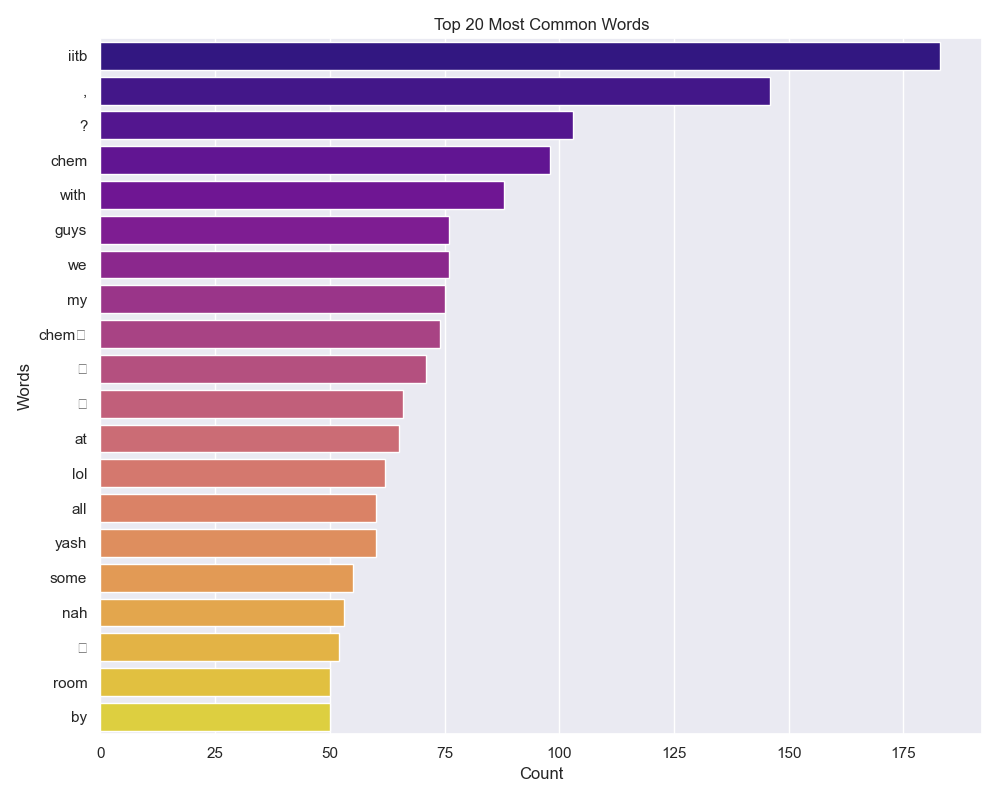 Top 20 Most Common Words
iitb
,
?
chem
with
guys
we
my
chem
at
lol
all
yash
some
nah
room
by
Words
0 25 50 75 100 125 150 175
Count